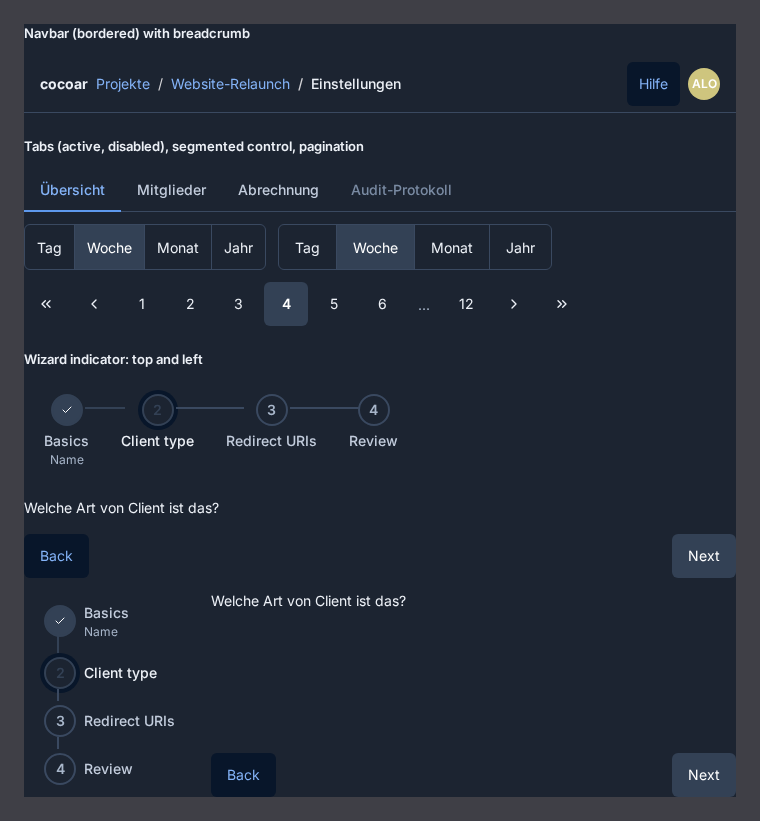 Navbar (bordered) with breadcrumb
cocoar Projekte / Website-Relaunch / Einstellungen Hilfe ALO
Tabs (active, disabled), segmented control, pagination
Übersicht Mitglieder Abrechnung Audit-Protokoll
Tag Woche Monat Jahr Tag Woche Monat Jahr
« ‹ 1 2 3 4 5 6 ... 12 › »
Wizard indicator: top and left
✓ 2 3 4
Basics Client type Redirect URIs Review
Name
Welche Art von Client ist das?
Back Next
Welche Art von Client ist das?
✓ Basics
Name
2 Client type
3 Redirect URIs
4 Review
Back Next